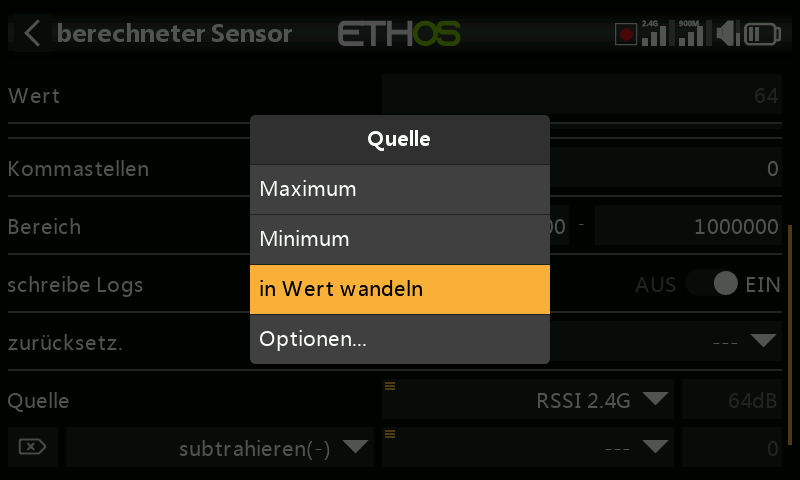 berechneter Sensor ETHOS 2.4G 900M
Wert 64
Quelle
Kommastellen 0
Maximum
Bereich 00 - 1000000
Minimum
schreibe Logs AUS EIN
in Wert wandeln
zurücksetz. ---
Optionen...
Quelle RSSI 2.4G 64dB
subtrahieren(-) --- 0